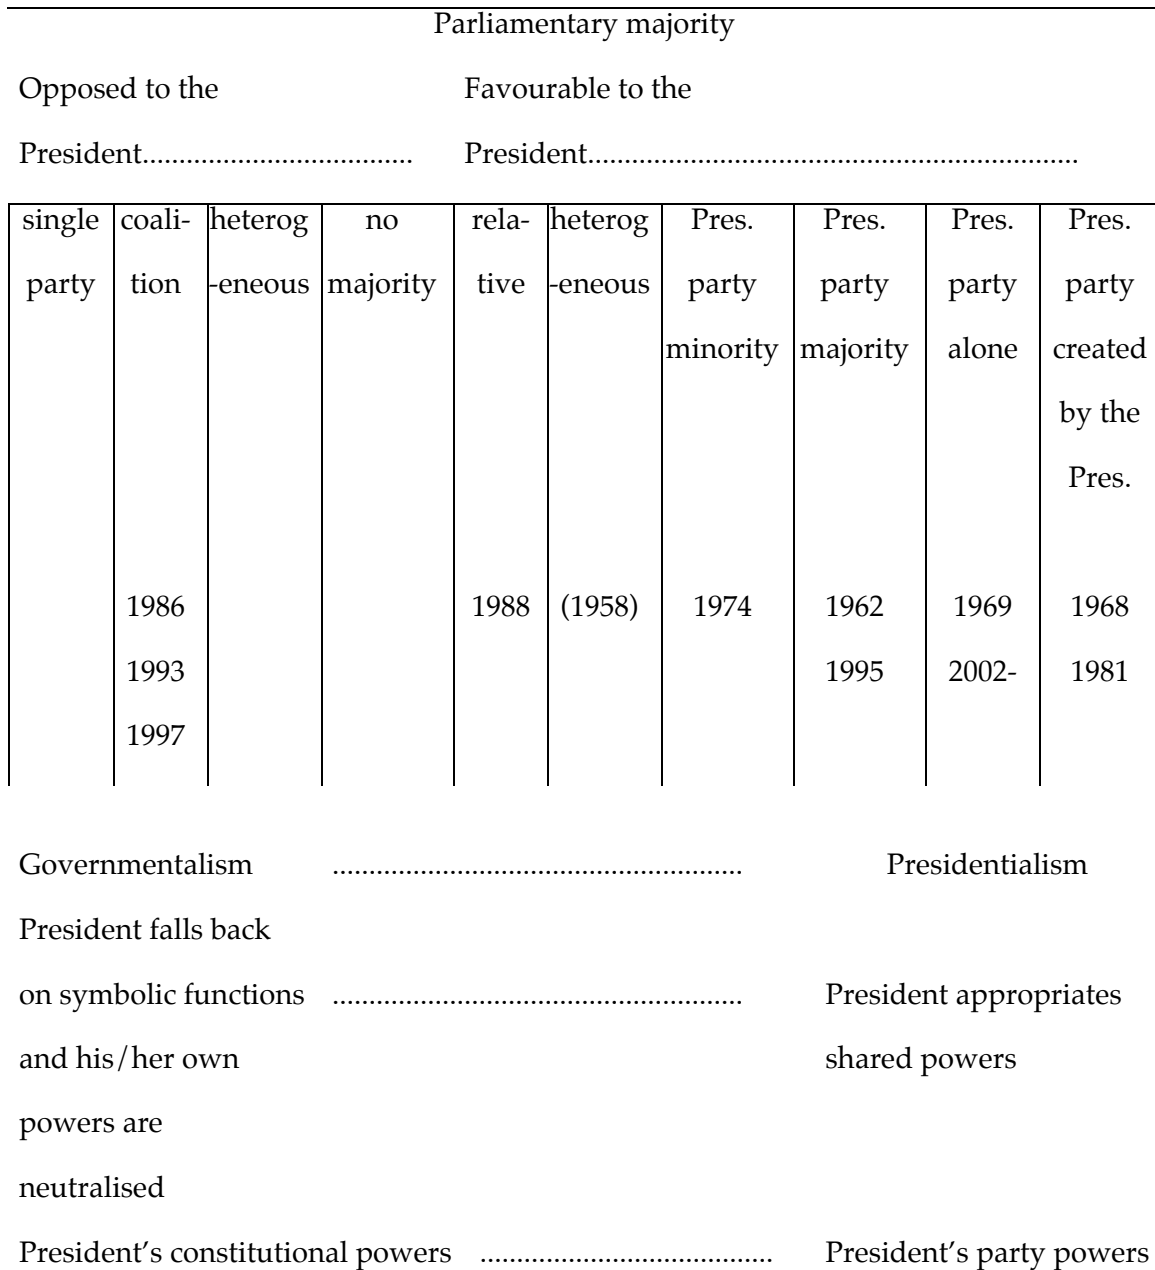 Parliamentary majority
Opposed to the Favourable to the
President..................................... President...................................................................
single coali- heterog no rela- heterog Pres. Pres. Pres. Pres.
party tion -eneous majority tive -eneous party party party party
minority majority alone created
by the
Pres.
1986 1988 (1958) 1974 1962 1969 1968
1993 1995 2002- 1981
1997
Governmentalism ........................................................ Presidentialism
President falls back
on symbolic functions ........................................................ President appropriates
and his/her own shared powers
powers are
neutralised
President's constitutional powers ........................................ President's party powers